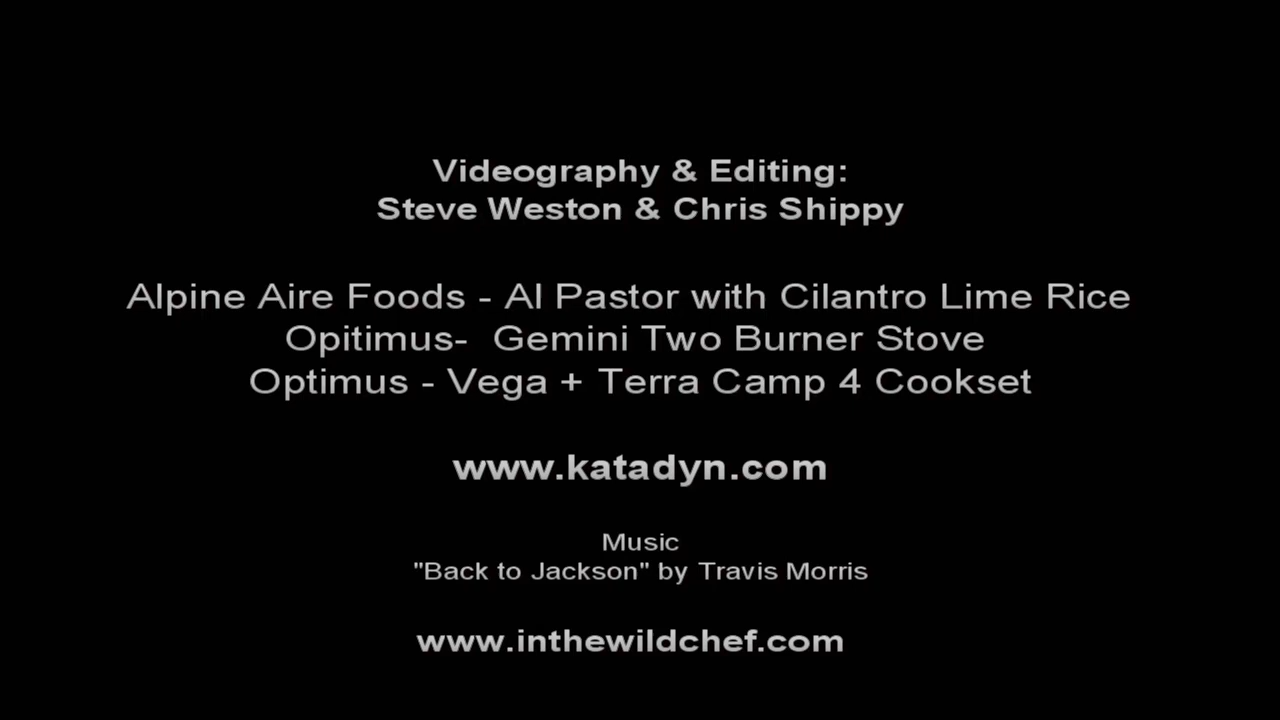 Videography & Editing:
Steve Weston & Chris Shippy
Alpine Aire Foods - Al Pastor with Cilantro Lime Rice
Opitimus-  Gemini Two Burner Stove
Optimus - Vega + Terra Camp 4 Cookset
www.katadyn.com
Music
"Back to Jackson" by Travis Morris
www.inthewildchef.com